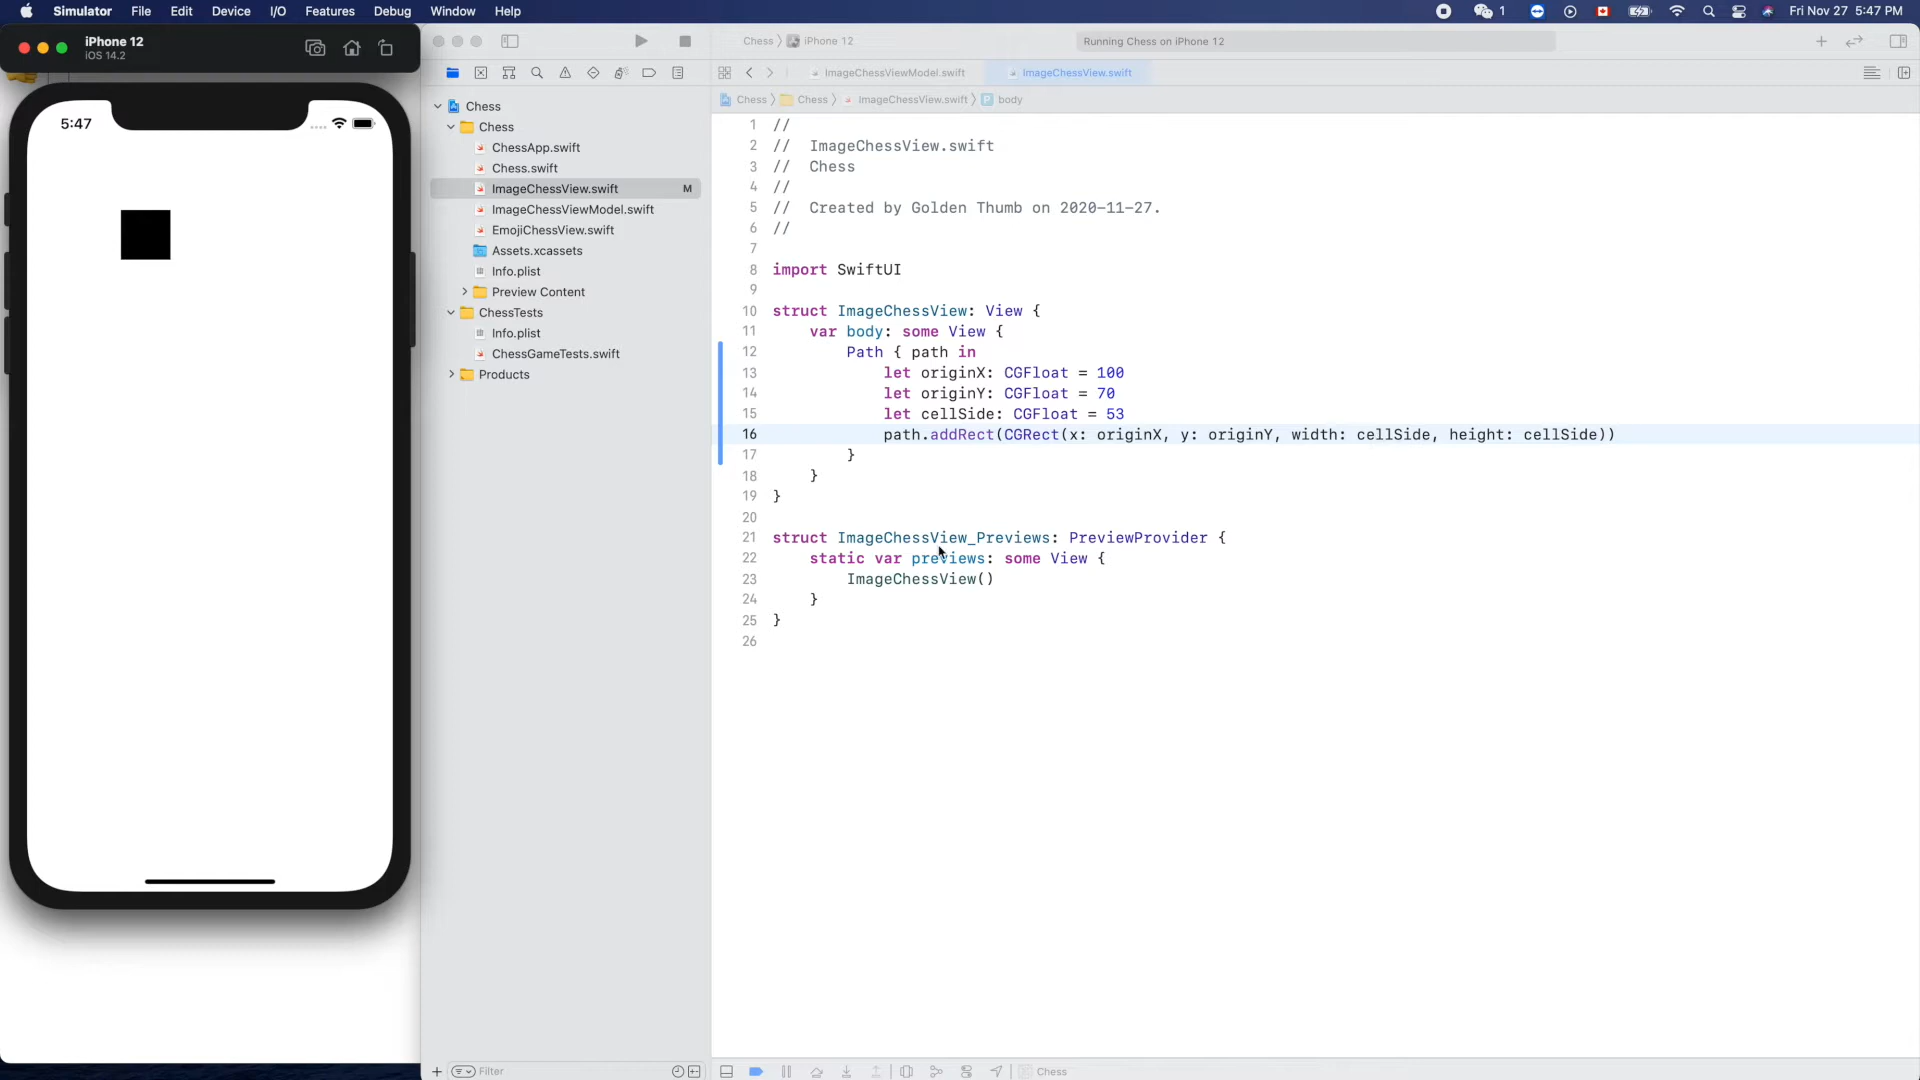 Simulator File Edit Device I/O Features Debug Window Help
1 Fri Nov 27 5:47 PM
iPhone 12
iOS 14.2
Chess iPhone 12
Running Chess on iPhone 12
ImageChessViewModel.swift
ImageChessView.swift
Chess Chess ImageChessView.swift P body
5:47
Chess
Chess
ChessApp.swift
Chess.swift
ImageChessView.swift M
ImageChessViewModel.swift
EmojiChessView.swift
Assets.xcassets
Info.plist
Preview Content
ChessTests
Info.plist
ChessGameTests.swift
Products
1 //
2 // ImageChessView.swift
3 // Chess
4 //
5 // Created by Golden Thumb on 2020-11-27.
6 //
7
8 import SwiftUI
9
10 struct ImageChessView: View {
11 var body: some View {
12 Path { path in
13 let originX: CGFloat = 100
14 let originY: CGFloat = 70
15 let cellSide: CGFloat = 53
16 path.addRect(CGRect(x: originX, y: originY, width: cellSide, height: cellSide))
17 }
18 }
19 }
20
21 struct ImageChessView_Previews: PreviewProvider {
22 static var previews: some View {
23 ImageChessView()
24 }
25 }
26
Filter
Chess